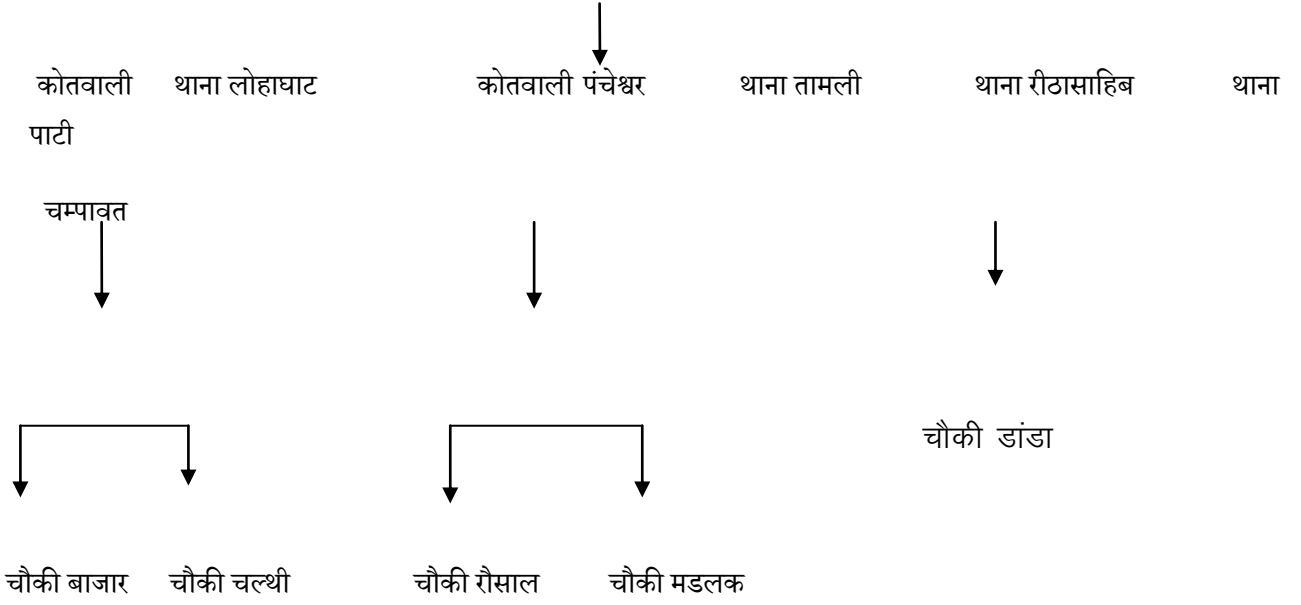 कोतवाली थाना लोहाघाट कोतवाली पंचेश्वर थाना तामली थाना रीठासाहिब थाना
पाटी
चम्पावत
चौकी डांडा
चौकी बाजार चौकी चल्थी चौकी रौसाल चौकी मडलक